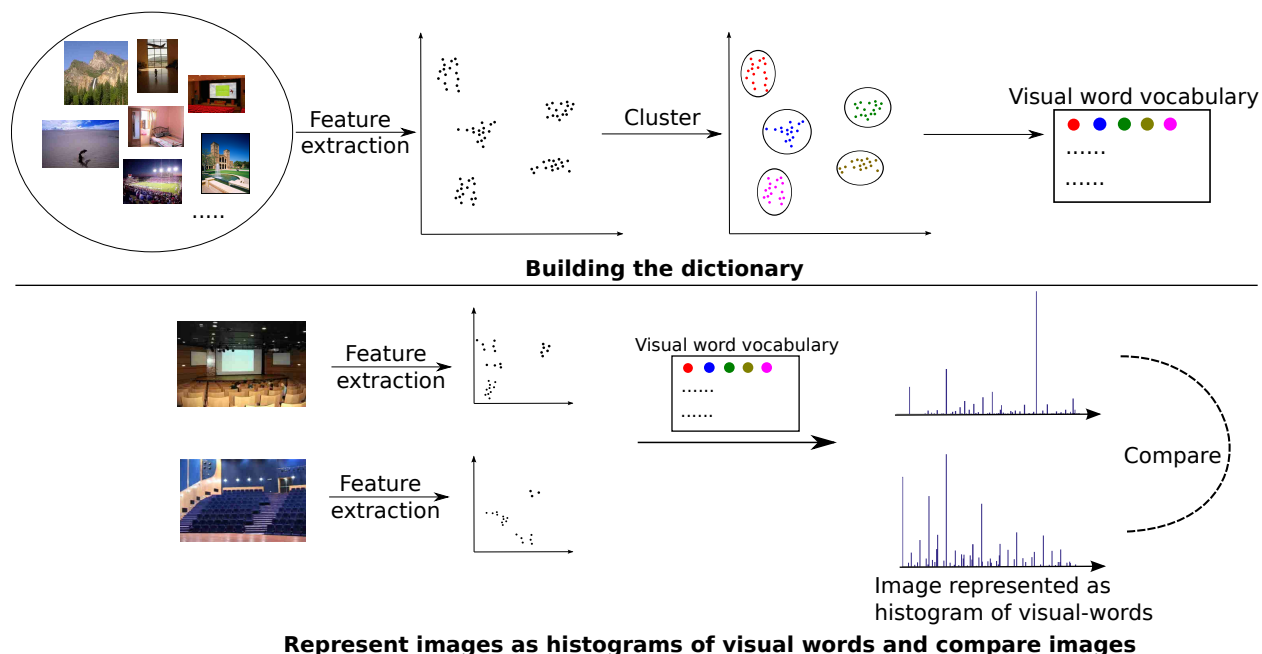 Feature
extraction
Cluster
Visual word vocabulary
......
......
.....
Building the dictionary
Feature
extraction
Visual word vocabulary
......
......
Feature
extraction
Compare
Image represented as
histogram of visual-words
Represent images as histograms of visual words and compare images